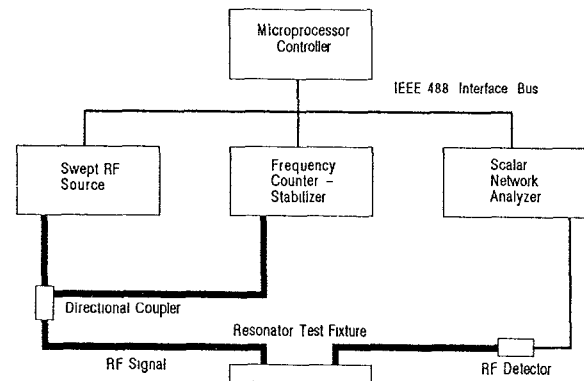 Microprocessor
Controller
IEEE 488 Interface Bus
Swept RF
Source
Frequency
Counter –
Stabilizer
Scalar
Network
Analyzer
Directional Coupler
Resonator Test Fixture
RF Signal
RF Detector